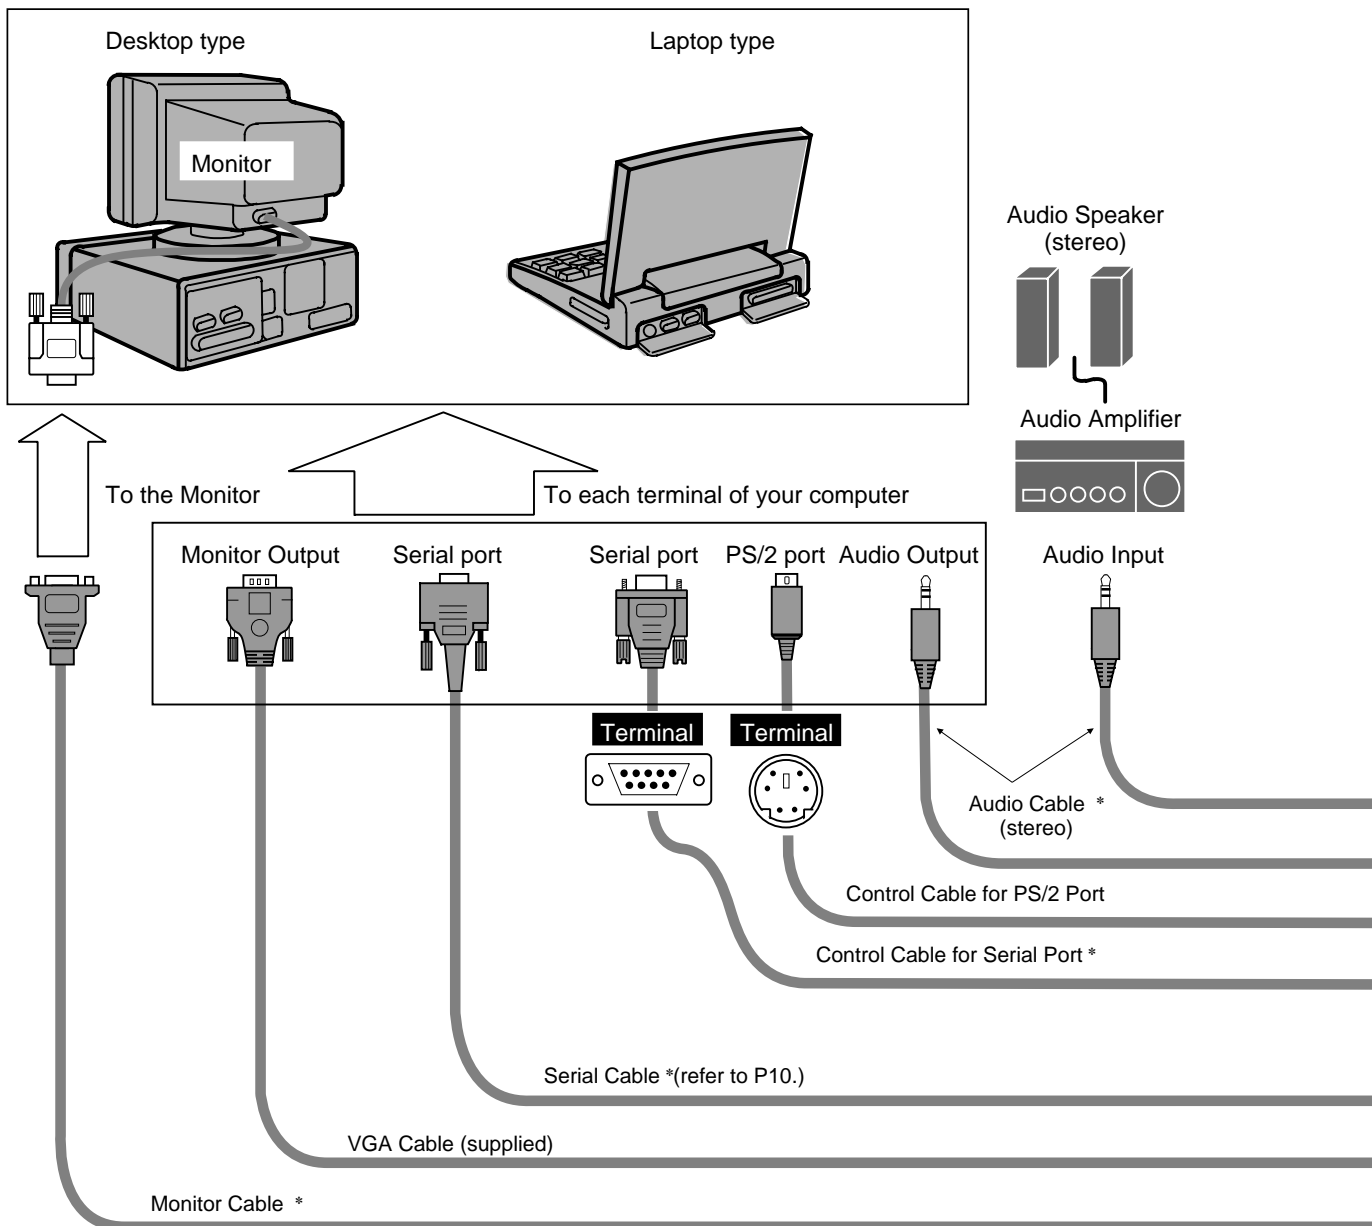 Desktop type
Laptop type
Monitor
Audio Speaker
(stereo)
Audio Amplifier
To the Monitor
To each terminal of your computer
Monitor Output
Serial port
Serial port
PS/2 port
Audio Output
Audio Input
Terminal
Terminal
Audio Cable *
(stereo)
Control Cable for PS/2 Port
Control Cable for Serial Port *
Serial Cable *(refer to P10.)
VGA Cable (supplied)
Monitor Cable *